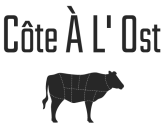 Côte À L' Ost